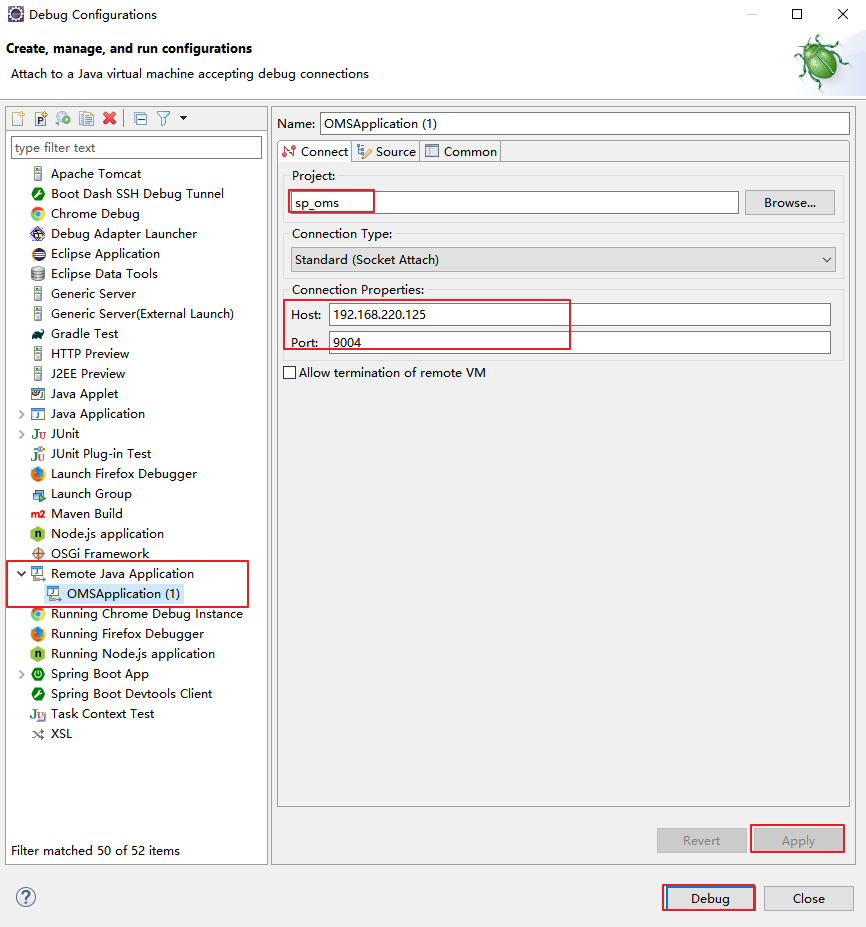 Debug Configurations
Create, manage, and run configurations
Attach to a Java virtual machine accepting debug connections
type filter text
Apache Tomcat
Boot Dash SSH Debug Tunnel
Chrome Debug
Debug Adapter Launcher
Eclipse Application
Eclipse Data Tools
Generic Server
Generic Server(External Launch)
Gradle Test
HTTP Preview
J2EE Preview
Java Applet
Java Application
JUnit
JUnit Plug-in Test
Launch Firefox Debugger
Launch Group
Maven Build
Node.js application
OSGi Framework
Remote Java Application
OMSApplication (1)
Running Chrome Debug Instance
Running Firefox Debugger
Running Node.js application
Spring Boot App
Spring Boot Devtools Client
Task Context Test
XSL
Filter matched 50 of 52 items
Name: OMSApplication (1)
Connect Source Common
Project:
sp_oms Browse...
Connection Type:
Standard (Socket Attach)
Connection Properties:
Host: 192.168.220.125
Port: 9004
Allow termination of remote VM
Revert Apply
Debug Close